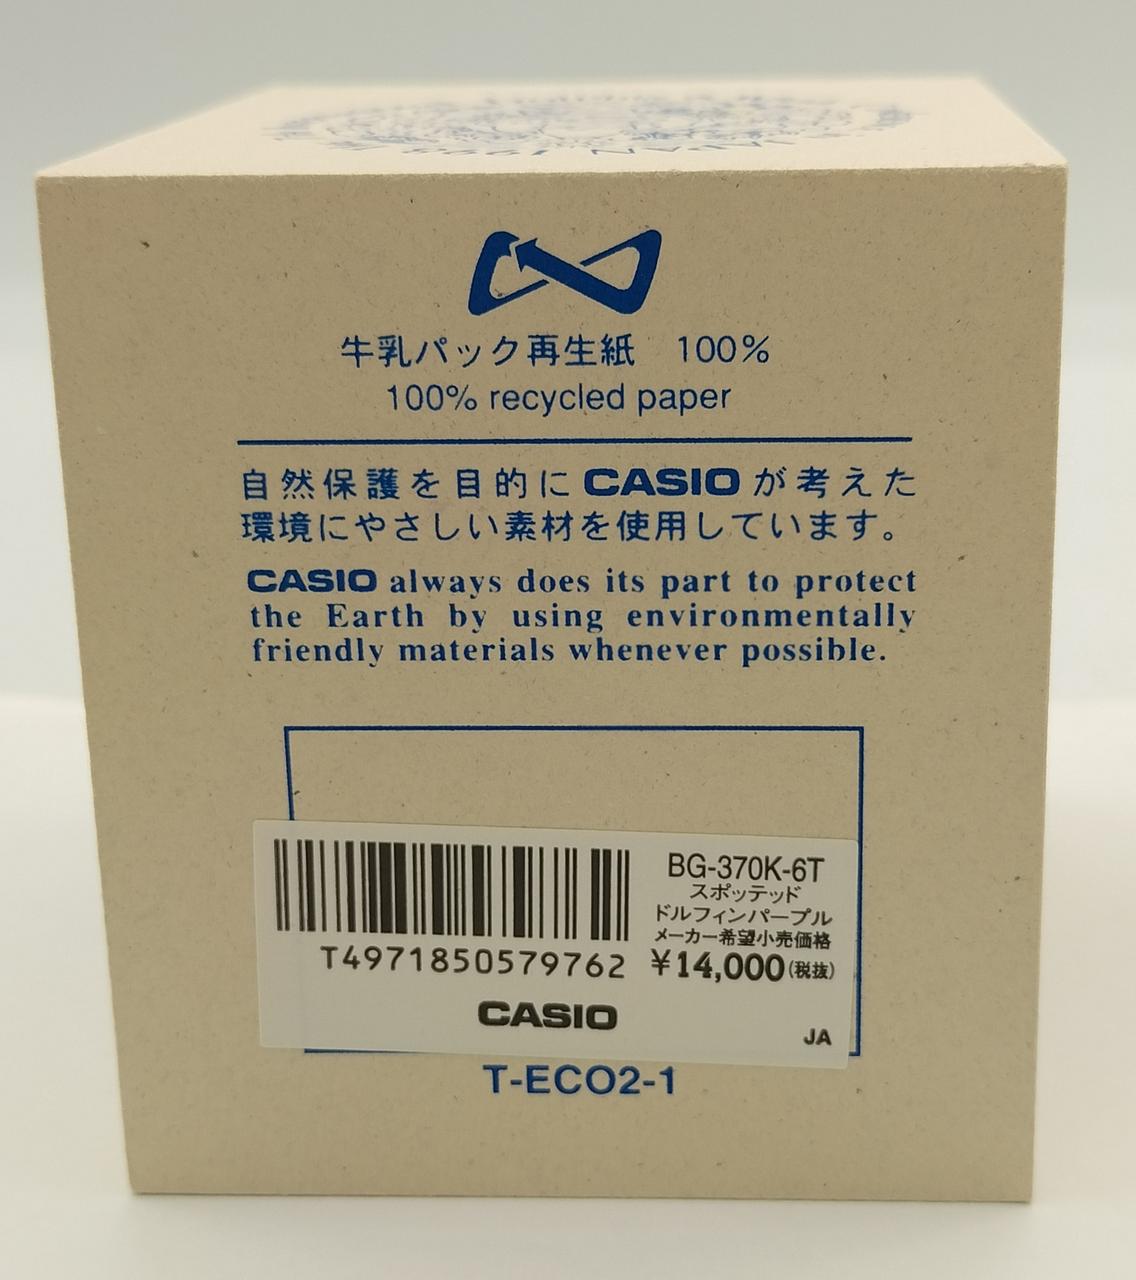 JAPAN 1998
牛乳パック再生紙 100%
100% recycled paper
自然保護を目的にCASIOが考えた
環境にやさしい素材を使用しています。
CASIO always does its part to protect
the Earth by using environmentally
friendly materials whenever possible.
BG-370K-6T
スポッテッド
ドルフィンパープル
メーカー希望小売価格
¥14,000(税抜)
T4971850579762
CASIO
JA
T-ECO2-1